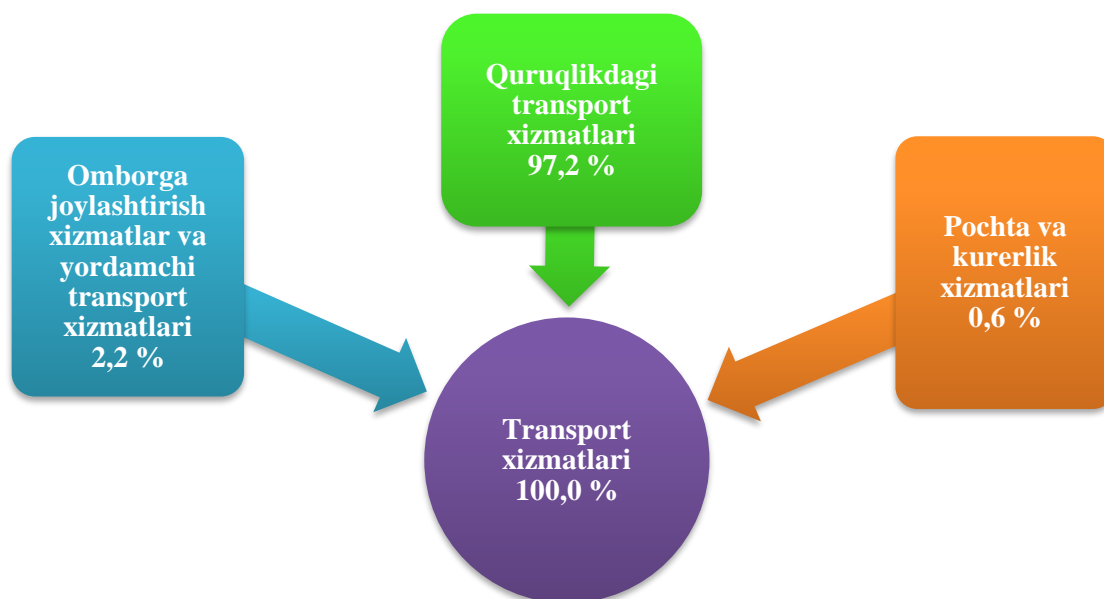 Quruqlikdagi
transport
xizmatlari
97,2 %
Omborga
joylashtirish
xizmatlar va
yordamchi
transport
xizmatlari
2,2 %
Pochta va
kurerlik
xizmatlari
0,6 %
Transport
xizmatlari
100,0 %